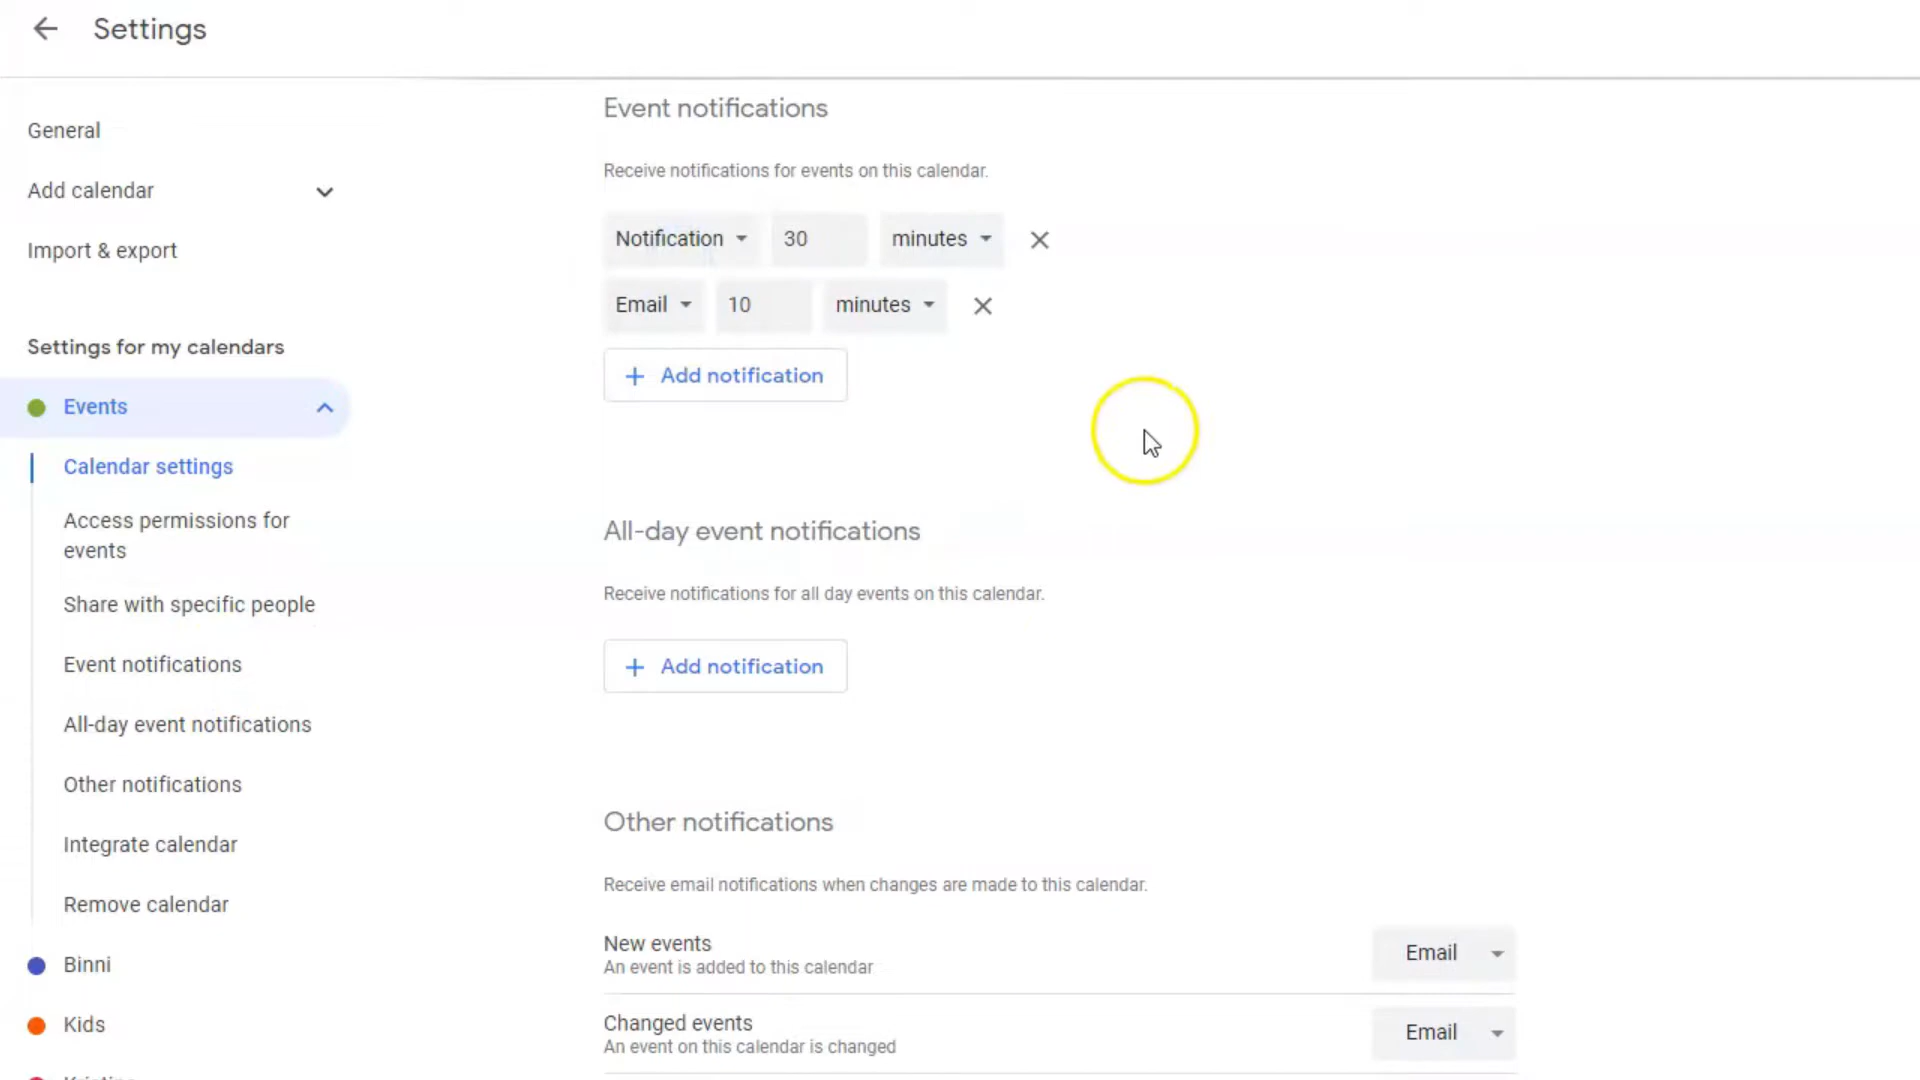 Settings
General
Add calendar
Import & export
Settings for my calendars
Events
Calendar settings
Access permissions for
events
Share with specific people
Event notifications
All-day event notifications
Other notifications
Integrate calendar
Remove calendar
Binni
Kids
Event notifications
Receive notifications for events on this calendar.
Notification 30 minutes
Email 10 minutes
Add notification
All-day event notifications
Receive notifications for all day events on this calendar.
Add notification
Other notifications
Receive email notifications when changes are made to this calendar.
New events
An event is added to this calendar
Email
Changed events
An event on this calendar is changed
Email